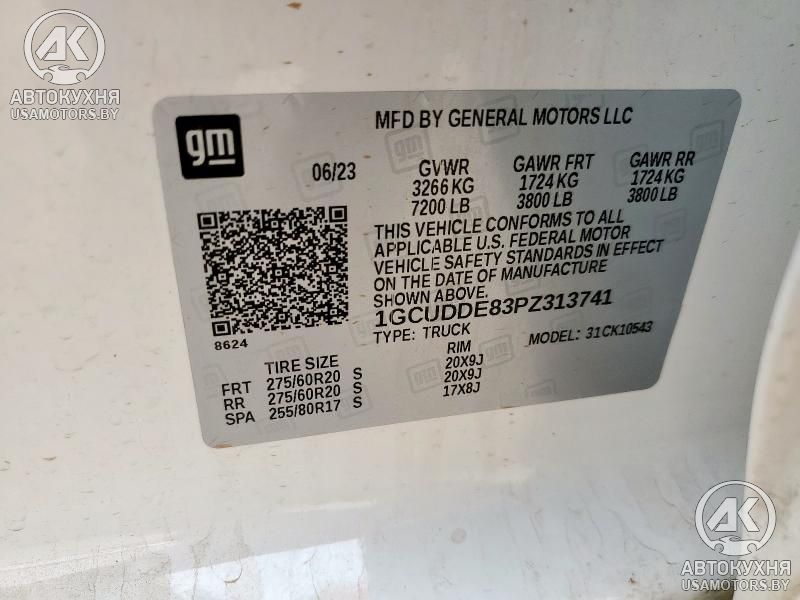 AK
АВТОКУХНЯ
USAMOTORS.BY
gm
MFD BY GENERAL MOTORS LLC
06/23
GVWR
3266 KG
7200 LB
GAWR FRT
1724 KG
3800 LB
GAWR RR
1724 KG
3800 LB
THIS VEHICLE CONFORMS TO ALL
APPLICABLE U.S. FEDERAL MOTOR
VEHICLE SAFETY STANDARDS IN EFFECT
ON THE DATE OF MANUFACTURE
SHOWN ABOVE.
1GCUDDE83PZ313741
TYPE: TRUCK
MODEL: 31CK10543
8624
TIRE SIZE
RIM
FRT 275/60R20 S 20X9J
RR 275/60R20 S 20X9J
SPA 255/80R17 S 17X8J
AK
АВТОКУХНЯ
USAMOTORS.BY